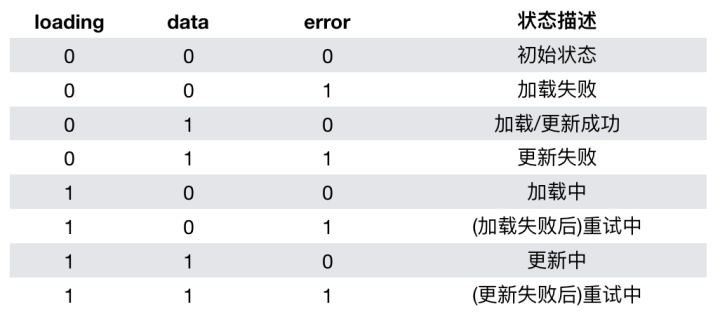 loading data error 状态描述
0 0 0 初始状态
0 0 1 加载失败
0 1 0 加载/更新成功
0 1 1 更新失败
1 0 0 加载中
1 0 1 (加载失败后)重试中
1 1 0 更新中
1 1 1 (更新失败后)重试中